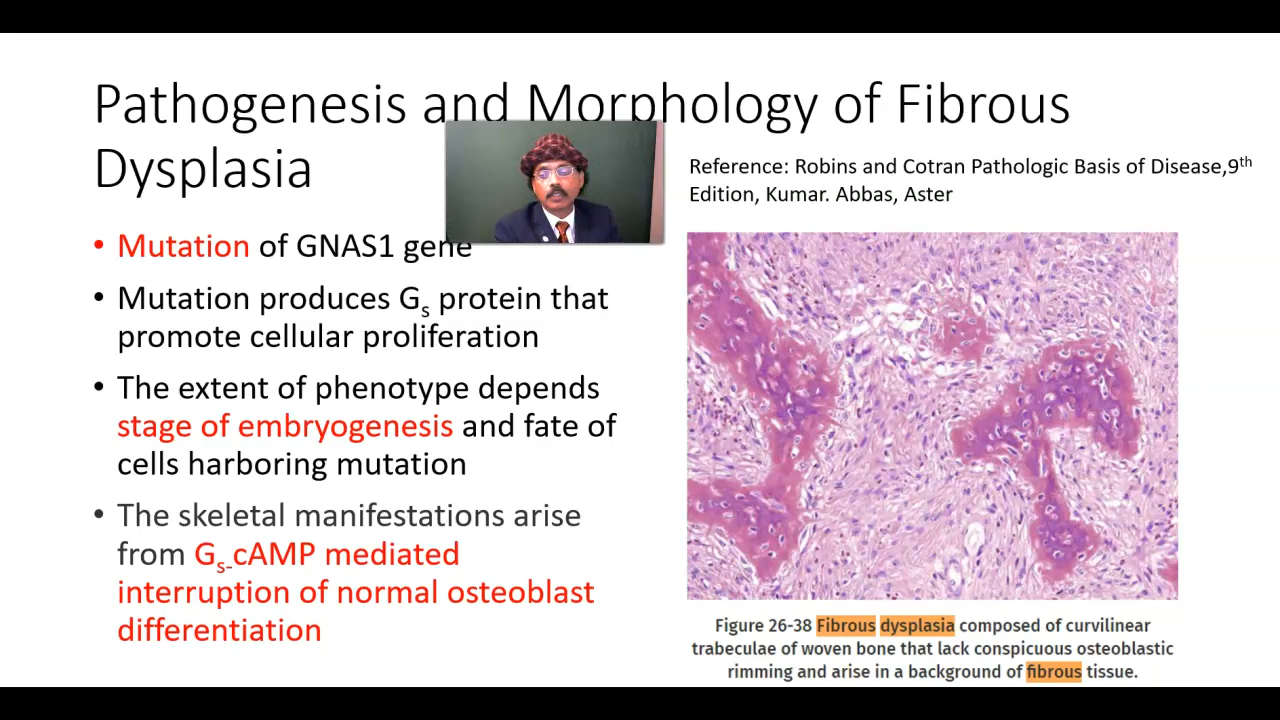 Pathogenesis and Morphology of Fibrous
Dysplasia
Reference: Robins and Cotran Pathologic Basis of Disease,9th
Edition, Kumar. Abbas, Aster
• Mutation of GNAS1 gene
• Mutation produces Gs protein that
promote cellular proliferation
• The extent of phenotype depends
stage of embryogenesis and fate of
cells harboring mutation
• The skeletal manifestations arise
from Gs-cAMP mediated
interruption of normal osteoblast
differentiation
Figure 26-38 Fibrous dysplasia composed of curvilinear
trabeculae of woven bone that lack conspicuous osteoblastic
rimming and arise in a background of fibrous tissue.